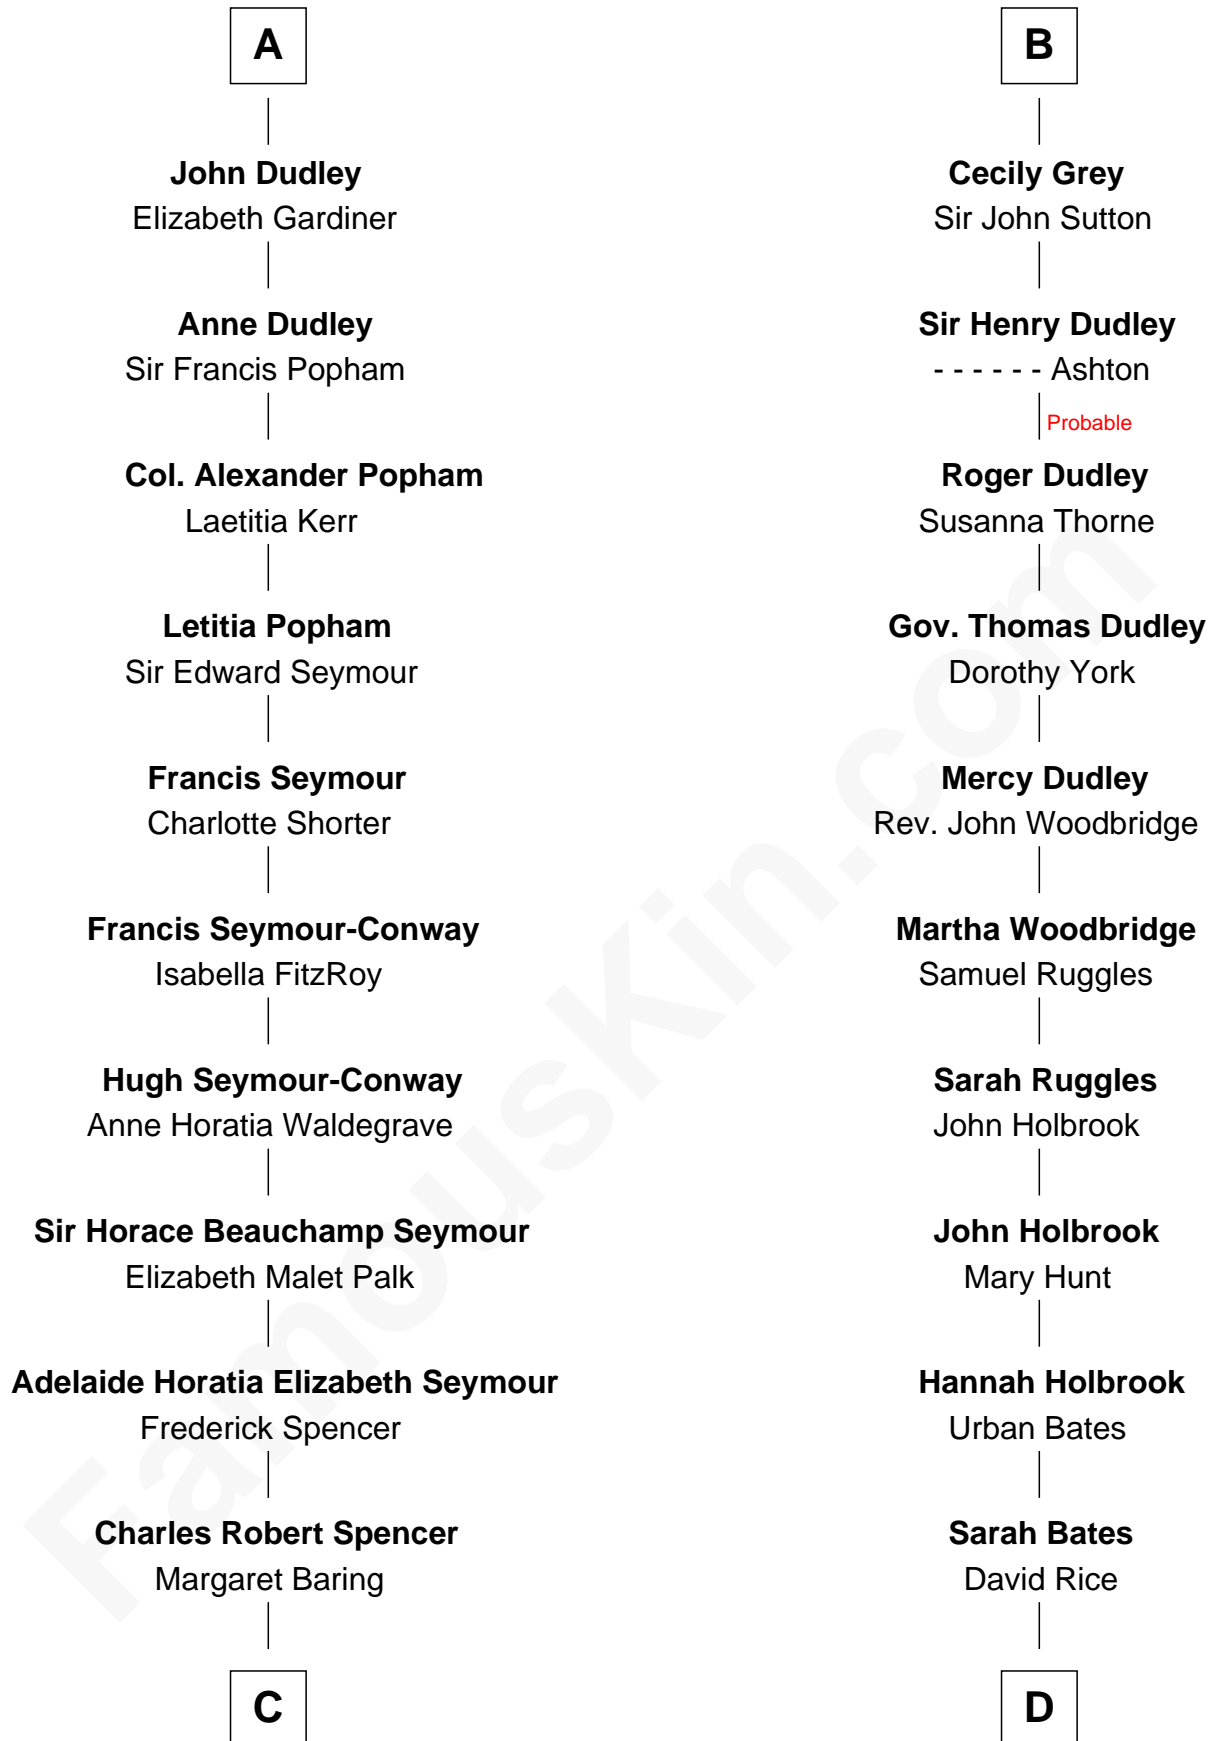 A
John Dudley
Elizabeth Gardiner
Anne Dudley
Sir Francis Popham
Col. Alexander Popham
Laetitia Kerr
Letitia Popham
Sir Edward Seymour
Francis Seymour
Charlotte Shorter
Francis Seymour-Conway
Isabella FitzRoy
Hugh Seymour-Conway
Anne Horatia Waldegrave
Sir Horace Beauchamp Seymour
Elizabeth Malet Palk
Adelaide Horatia Elizabeth Seymour
Frederick Spencer
Charles Robert Spencer
Margaret Baring
C
B
Cecily Grey
Sir John Sutton
Sir Henry Dudley
- - - - - - Ashton
Probable
Roger Dudley
Susanna Thorne
Gov. Thomas Dudley
Dorothy York
Mercy Dudley
Rev. John Woodbridge
Martha Woodbridge
Samuel Ruggles
Sarah Ruggles
John Holbrook
John Holbrook
Mary Hunt
Hannah Holbrook
Urban Bates
Sarah Bates
David Rice
D
FamousKin.com